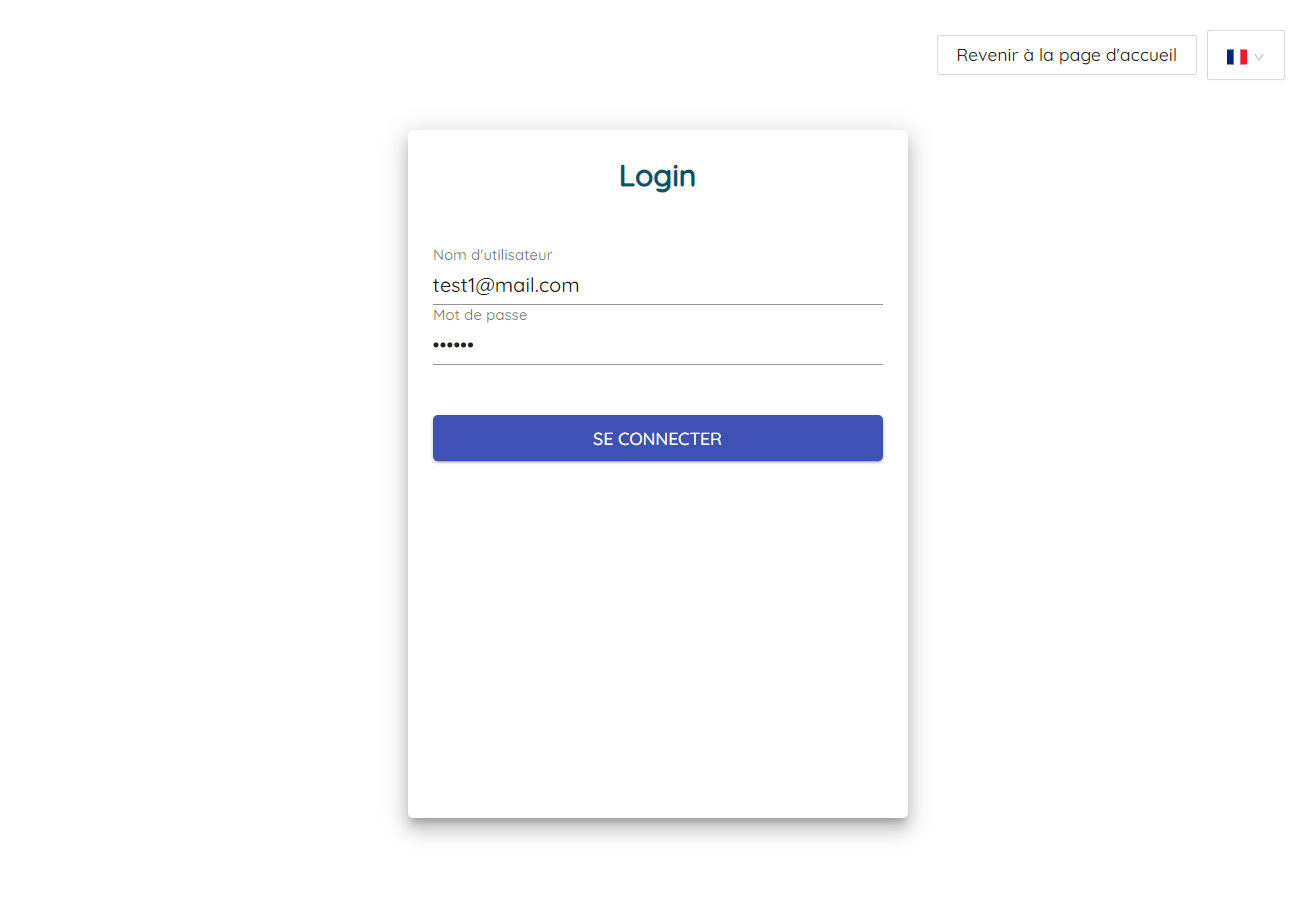 Revenir à la page d'accueil
Login
Nom d'utilisateur
test1@mail.com
Mot de passe
••••••
SE CONNECTER